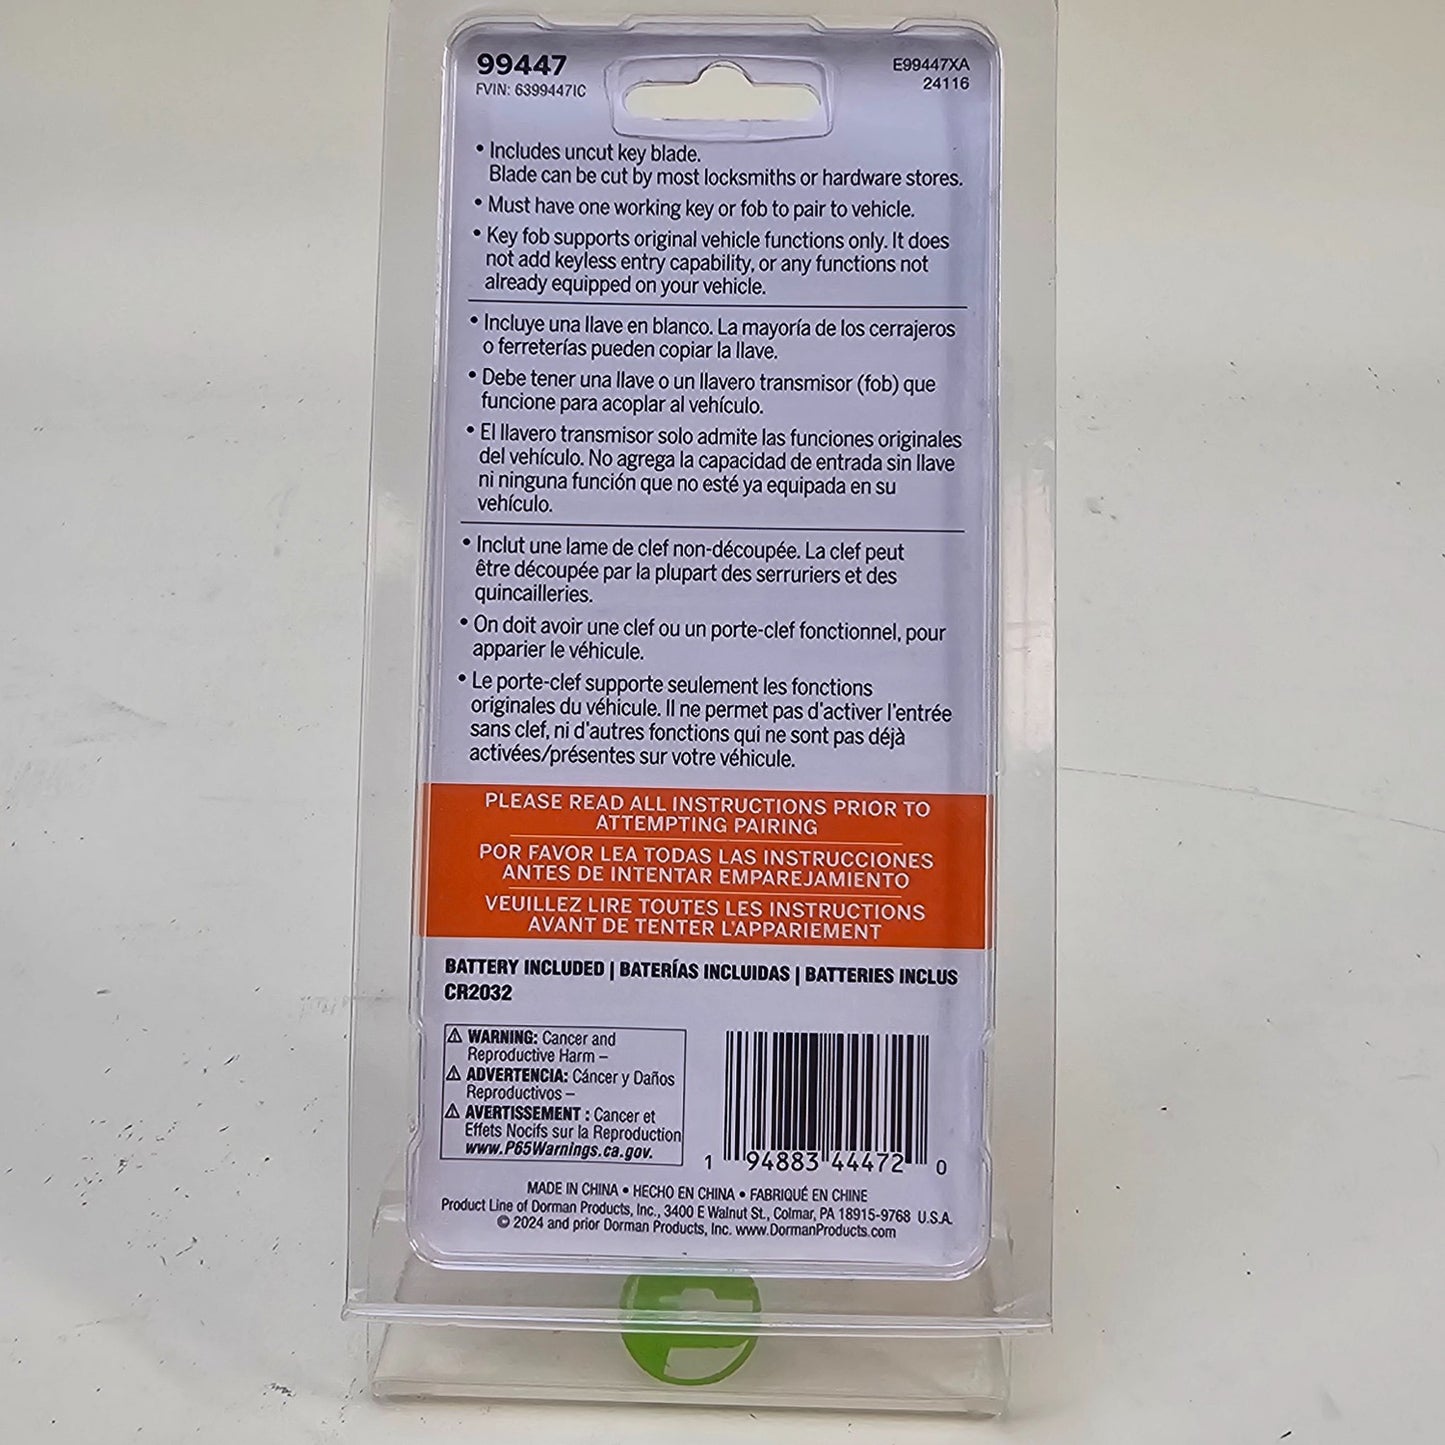 99447
FVIN: 6399447IC
E99447XA
24116
• Includes uncut key blade.
Blade can be cut by most locksmiths or hardware stores.
• Must have one working key or fob to pair to vehicle.
• Key fob supports original vehicle functions only. It does
not add keyless entry capability, or any functions not
already equipped on your vehicle.
• Incluye una llave en blanco. La mayoría de los cerrajeros
o ferreterías pueden copiar la llave.
• Debe tener una llave o un llavero transmisor (fob) que
funcione para acoplar al vehículo.
• El llavero transmisor solo admite las funciones originales
del vehículo. No agrega la capacidad de entrada sin llave
ni ninguna función que no esté ya equipada en su
vehículo.
• Inclut une lame de clef non-découpée. La clef peut
être découpée par la plupart des serruriers et des
quincailleries.
• On doit avoir une clef ou un porte-clef fonctionnel, pour
apparier le véhicule.
• Le porte-clef supporte seulement les fonctions
originales du véhicule. Il ne permet pas d'activer l'entrée
sans clef, ni d'autres fonctions qui ne sont pas déjà
activées/présentes sur votre véhicule.
PLEASE READ ALL INSTRUCTIONS PRIOR TO
ATTEMPTING PAIRING
POR FAVOR LEA TODAS LAS INSTRUCCIONES
ANTES DE INTENTAR EMPAREJAMIENTO
VEUILLEZ LIRE TOUTES LES INSTRUCTIONS
AVANT DE TENTER L'APPARIEMENT
BATTERY INCLUDED | BATERÍAS INCLUIDAS | BATTERIES INCLUS
CR2032
⚠ WARNING: Cancer and
Reproductive Harm –
⚠ ADVERTENCIA: Cáncer y Daños
Reproductivos –
⚠ AVERTISSEMENT : Cancer et
Effets Nocifs sur la Reproduction
www.P65Warnings.ca.gov.
1 94883 44472 0
MADE IN CHINA • HECHO EN CHINA • FABRIQUÉ EN CHINE
Product Line of Dorman Products, Inc., 3400 E Walnut St., Colmar, PA 18915-9768 U.S.A.
© 2024 and prior Dorman Products, Inc. www.DormanProducts.com